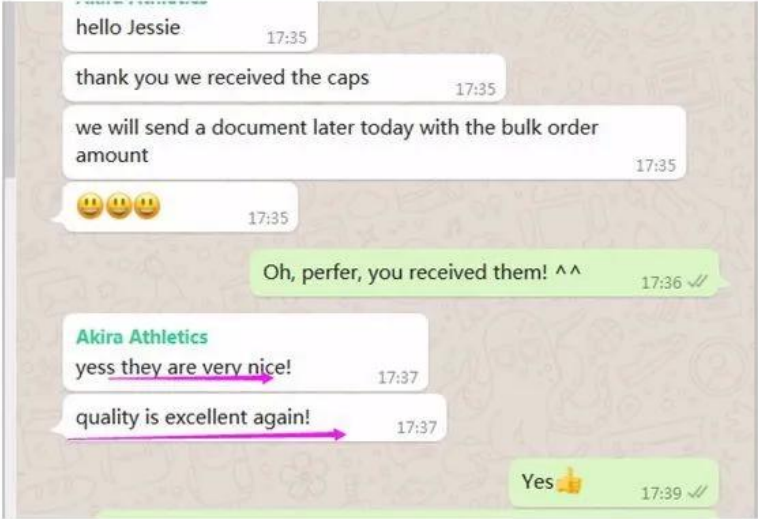 Akira Athletics
hello Jessie
17:35
thank you we received the caps
17:35
we will send a document later today with the bulk order
amount
17:35
😃😃😃
17:35
Oh, perfer, you received them! ^^
17:36
Akira Athletics
yess they are very nice!
17:37
quality is excellent again!
17:37
Yes👍
17:39